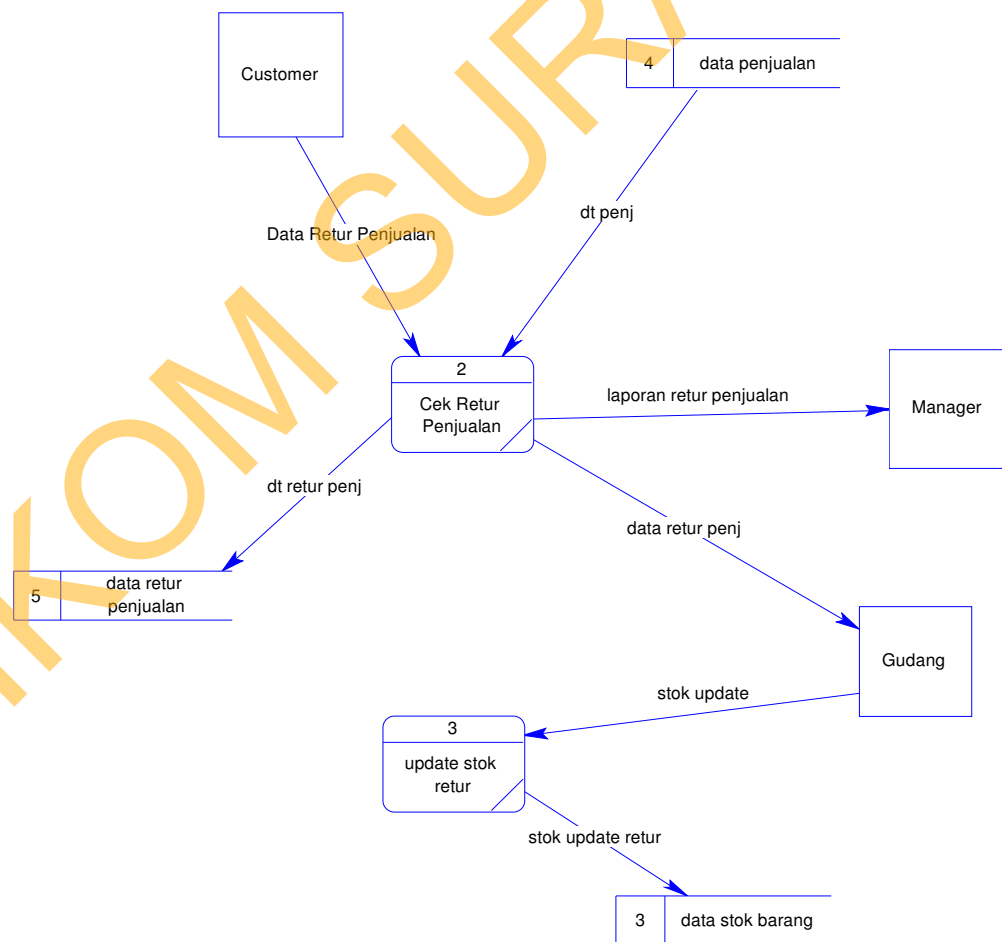 Customer
4 data penjualan
dt penj
Data Retur Penjualan
2
Cek Retur
Penjualan
laporan retur penjualan
Manager
dt retur penj
data retur penj
5 data retur
penjualan
Gudang
stok update
3
update stok
retur
stok update retur
3 data stok barang
IKOM SURA